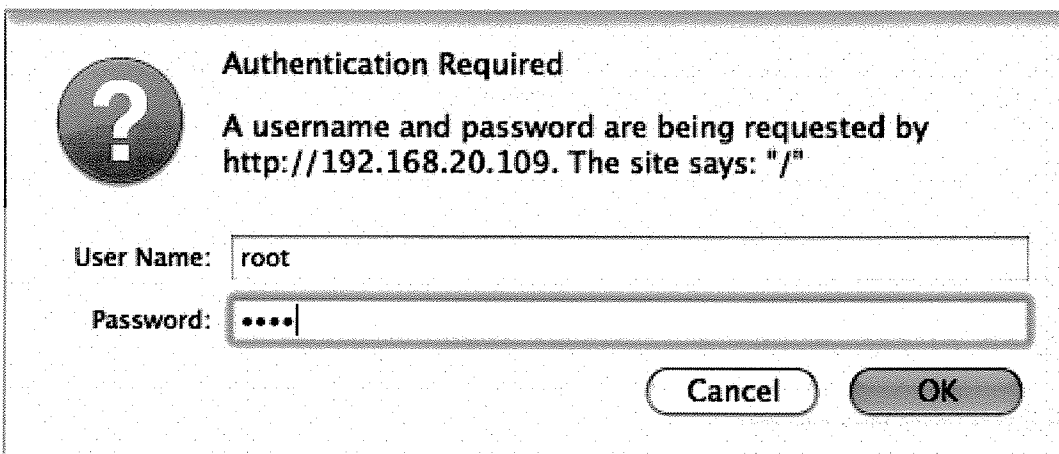 Authentication Required
A username and password are being requested by
http://192.168.20.109. The site says: "/"
User Name: root
Password: ••••
Cancel OK